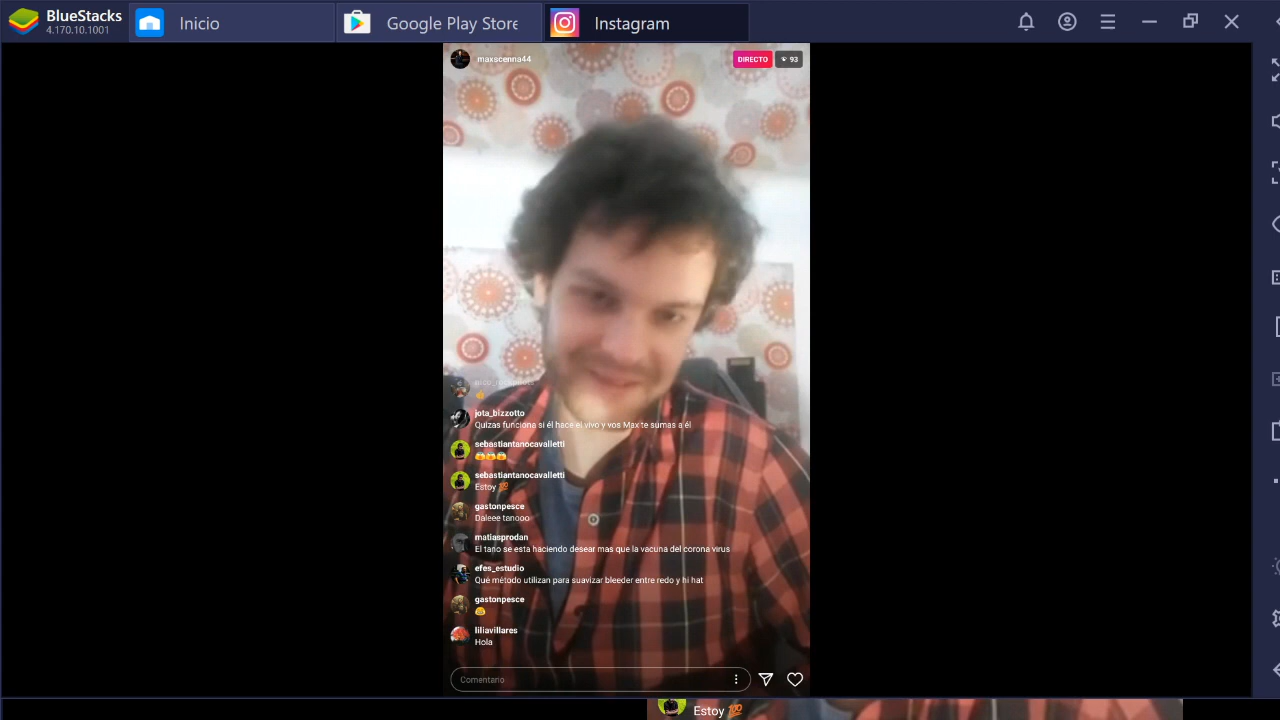 BlueStacks
4.170.10.1001
Inicio
Google Play Store
Instagram
maxscenna44
DIRECTO
93
jota_bizzotto
Quizas funciona si él hace el vivo y vos Max te sumas a él
sebastiantanocavalletti
😱😱😱
sebastiantanocavalletti
Estoy 💯
gastonpesce
Daleee tanooo
matiasprodan
El tano se esta haciendo desear mas que la vacuna del corona virus
efes_estudio
Qué método utilizan para suavizar bleeder entre redo y hi hat
gastonpesce
liliavillares
Hola
Comentario
Estoy 💯